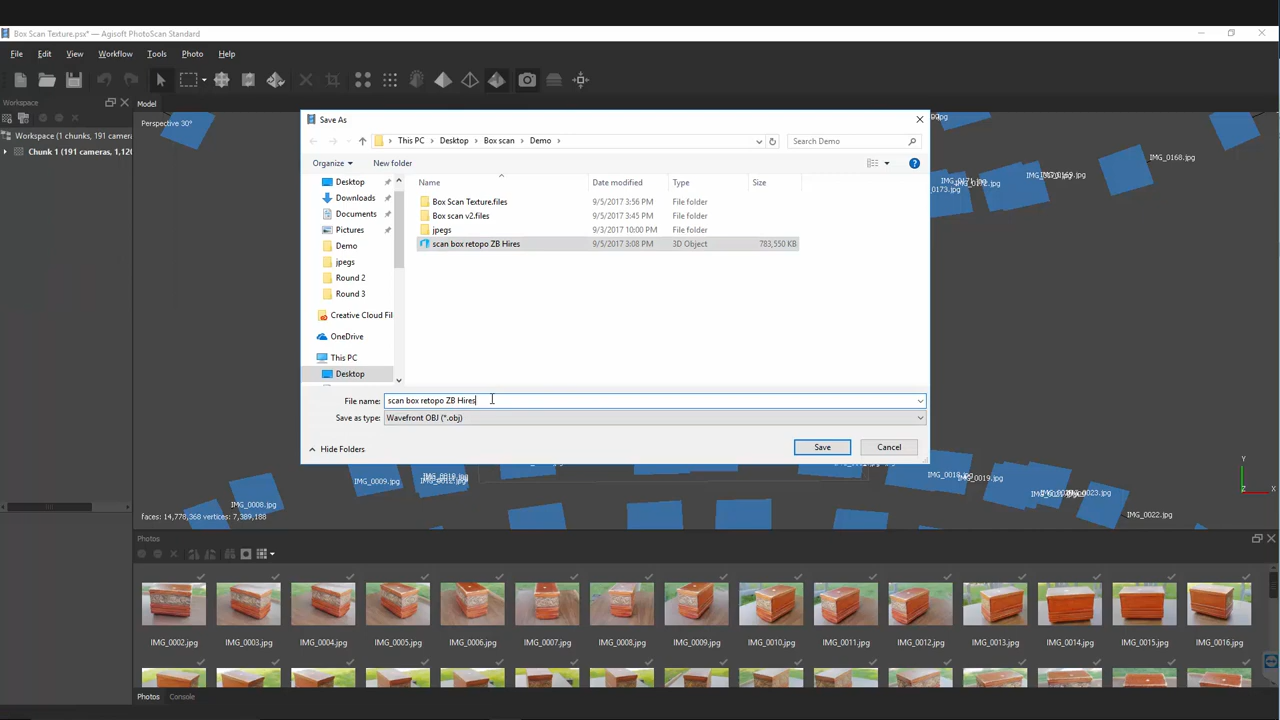 Box Scan Texture.psx* — Agisoft PhotoScan Standard
File Edit View Workflow Tools Photo Help
Workspace
Model
Workspace (1 chunks, 191 camera
Chunk 1 (191 cameras, 1,120
Perspective 30°
Save As
This PC > Desktop > Box scan > Demo >
Search Demo
Organize
New folder
Desktop
Downloads
Documents
Pictures
Demo
jpegs
Round 2
Round 3
Creative Cloud Fil
OneDrive
This PC
Desktop
Name Date modified Type Size
Box Scan Texture.files 9/5/2017 3:56 PM File folder
Box scan v2.files 9/5/2017 3:45 PM File folder
jpegs 9/3/2017 10:00 PM File folder
scan box retopo ZB Hires 9/5/2017 3:08 PM 3D Object 783,550 KB
File name: scan box retopo ZB Hires
Save as type: Wavefront OBJ (*.obj)
Hide Folders
Save
Cancel
IMG_0168.jpg
IMG_0008.jpg
IMG_0009.jpg
IMG_0018.jpg
IMG_0019.jpg
IMG_0022.jpg
Y
X
Z
faces: 14,778,368 vertices: 7,389,188
Photos
IMG_0002.jpg IMG_0003.jpg IMG_0004.jpg IMG_0005.jpg IMG_0006.jpg IMG_0007.jpg IMG_0008.jpg IMG_0009.jpg IMG_0010.jpg IMG_0011.jpg IMG_0012.jpg IMG_0013.jpg IMG_0014.jpg IMG_0015.jpg IMG_0016.jpg
Photos Console